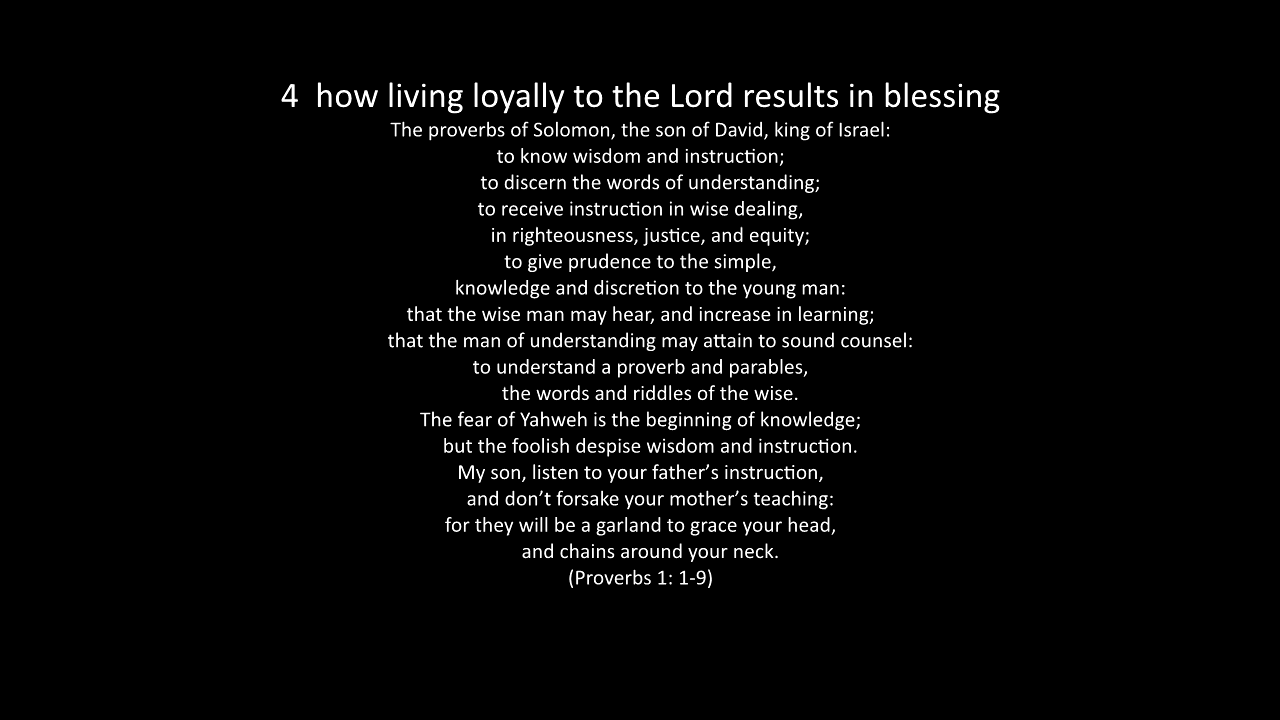 4  how living loyally to the Lord results in blessing
The proverbs of Solomon, the son of David, king of Israel:
to know wisdom and instruction;
to discern the words of understanding;
to receive instruction in wise dealing,
in righteousness, justice, and equity;
to give prudence to the simple,
knowledge and discretion to the young man:
that the wise man may hear, and increase in learning;
that the man of understanding may attain to sound counsel:
to understand a proverb and parables,
the words and riddles of the wise.
The fear of Yahweh is the beginning of knowledge;
but the foolish despise wisdom and instruction.
My son, listen to your father’s instruction,
and don’t forsake your mother’s teaching:
for they will be a garland to grace your head,
and chains around your neck.
(Proverbs 1: 1-9)